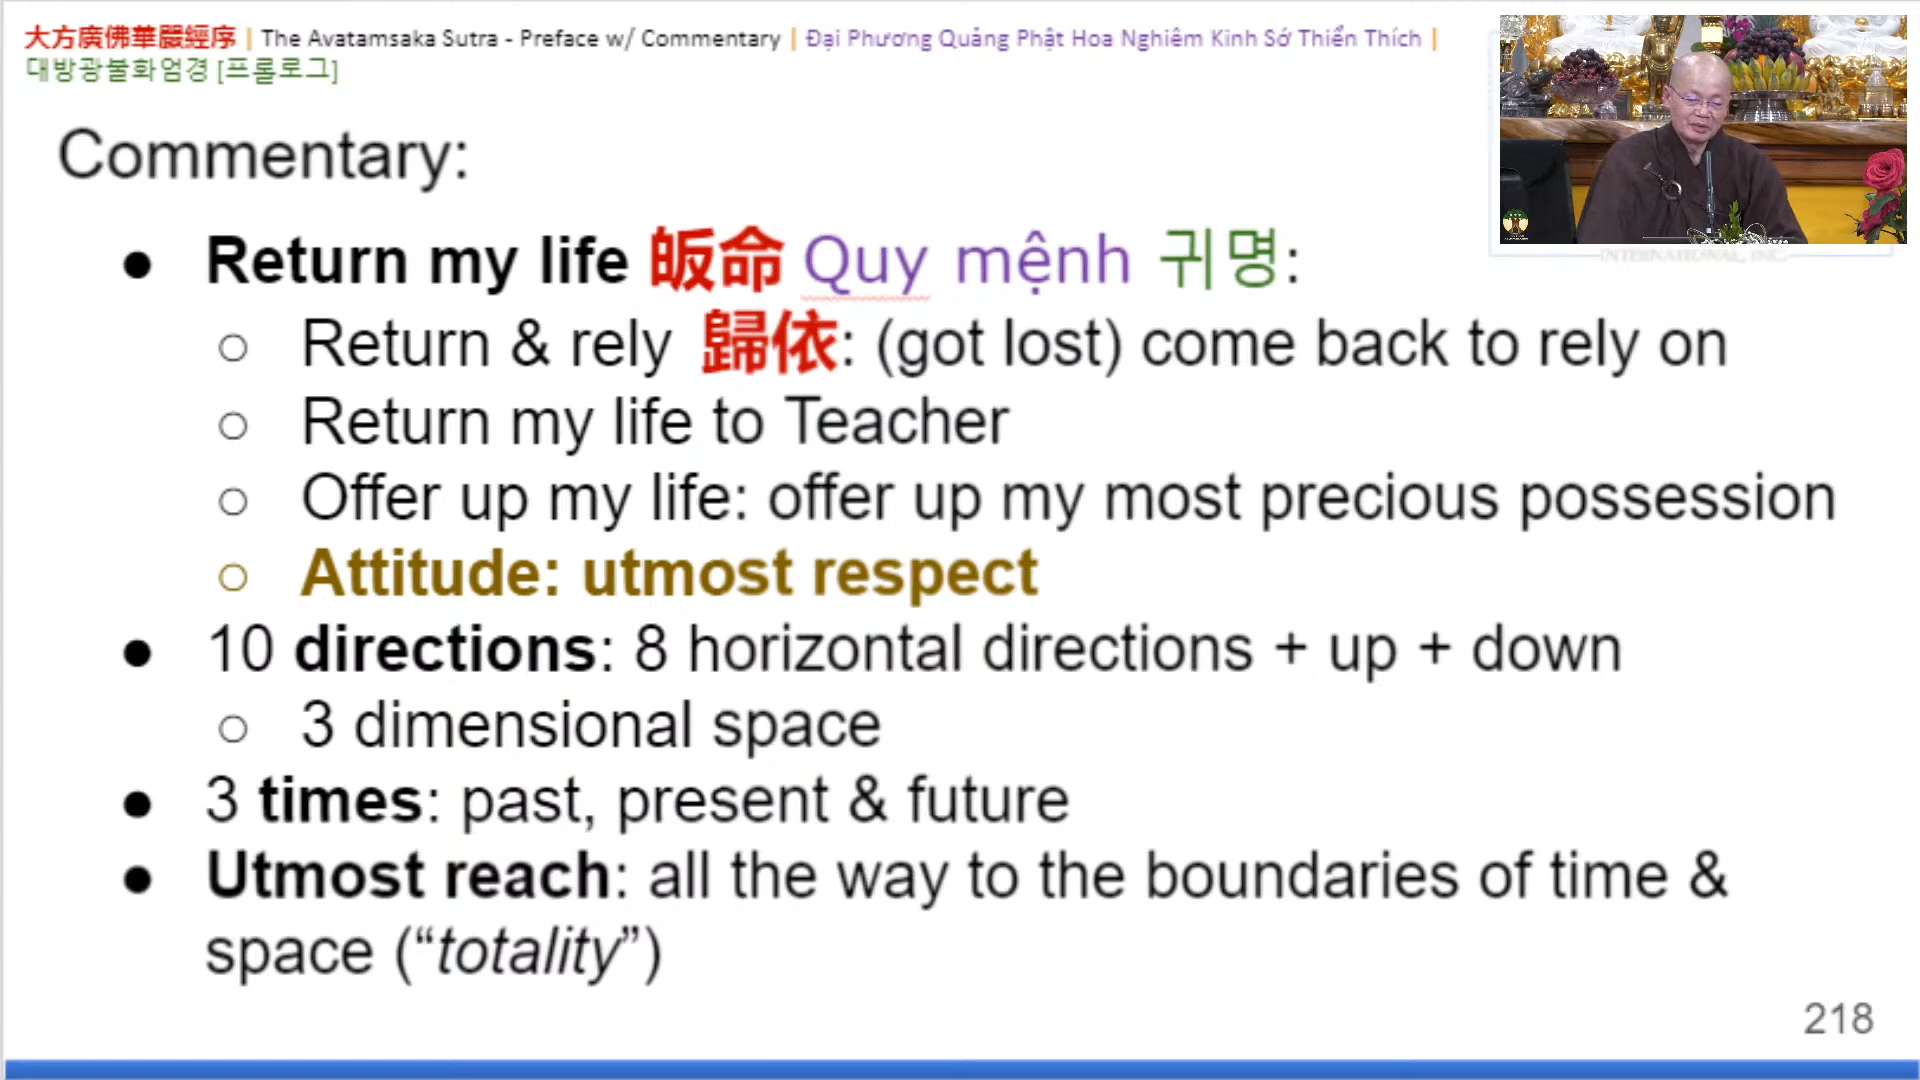 大方廣佛華嚴經序 | The Avatamsaka Sutra - Preface w/ Commentary | Đại Phương Quảng Phật Hoa Nghiêm Kinh Sớ Thiển Thích |
대방광불화엄경 [프롤로그]
Commentary:
● Return my life 皈命 Quy mệnh 귀명:
○ Return & rely 歸依: (got lost) come back to rely on
○ Return my life to Teacher
○ Offer up my life: offer up my most precious possession
○ Attitude: utmost respect
● 10 directions: 8 horizontal directions + up + down
○ 3 dimensional space
● 3 times: past, present & future
● Utmost reach: all the way to the boundaries of time &
space (“totality”)
INTERNATIONAL, INC.
218